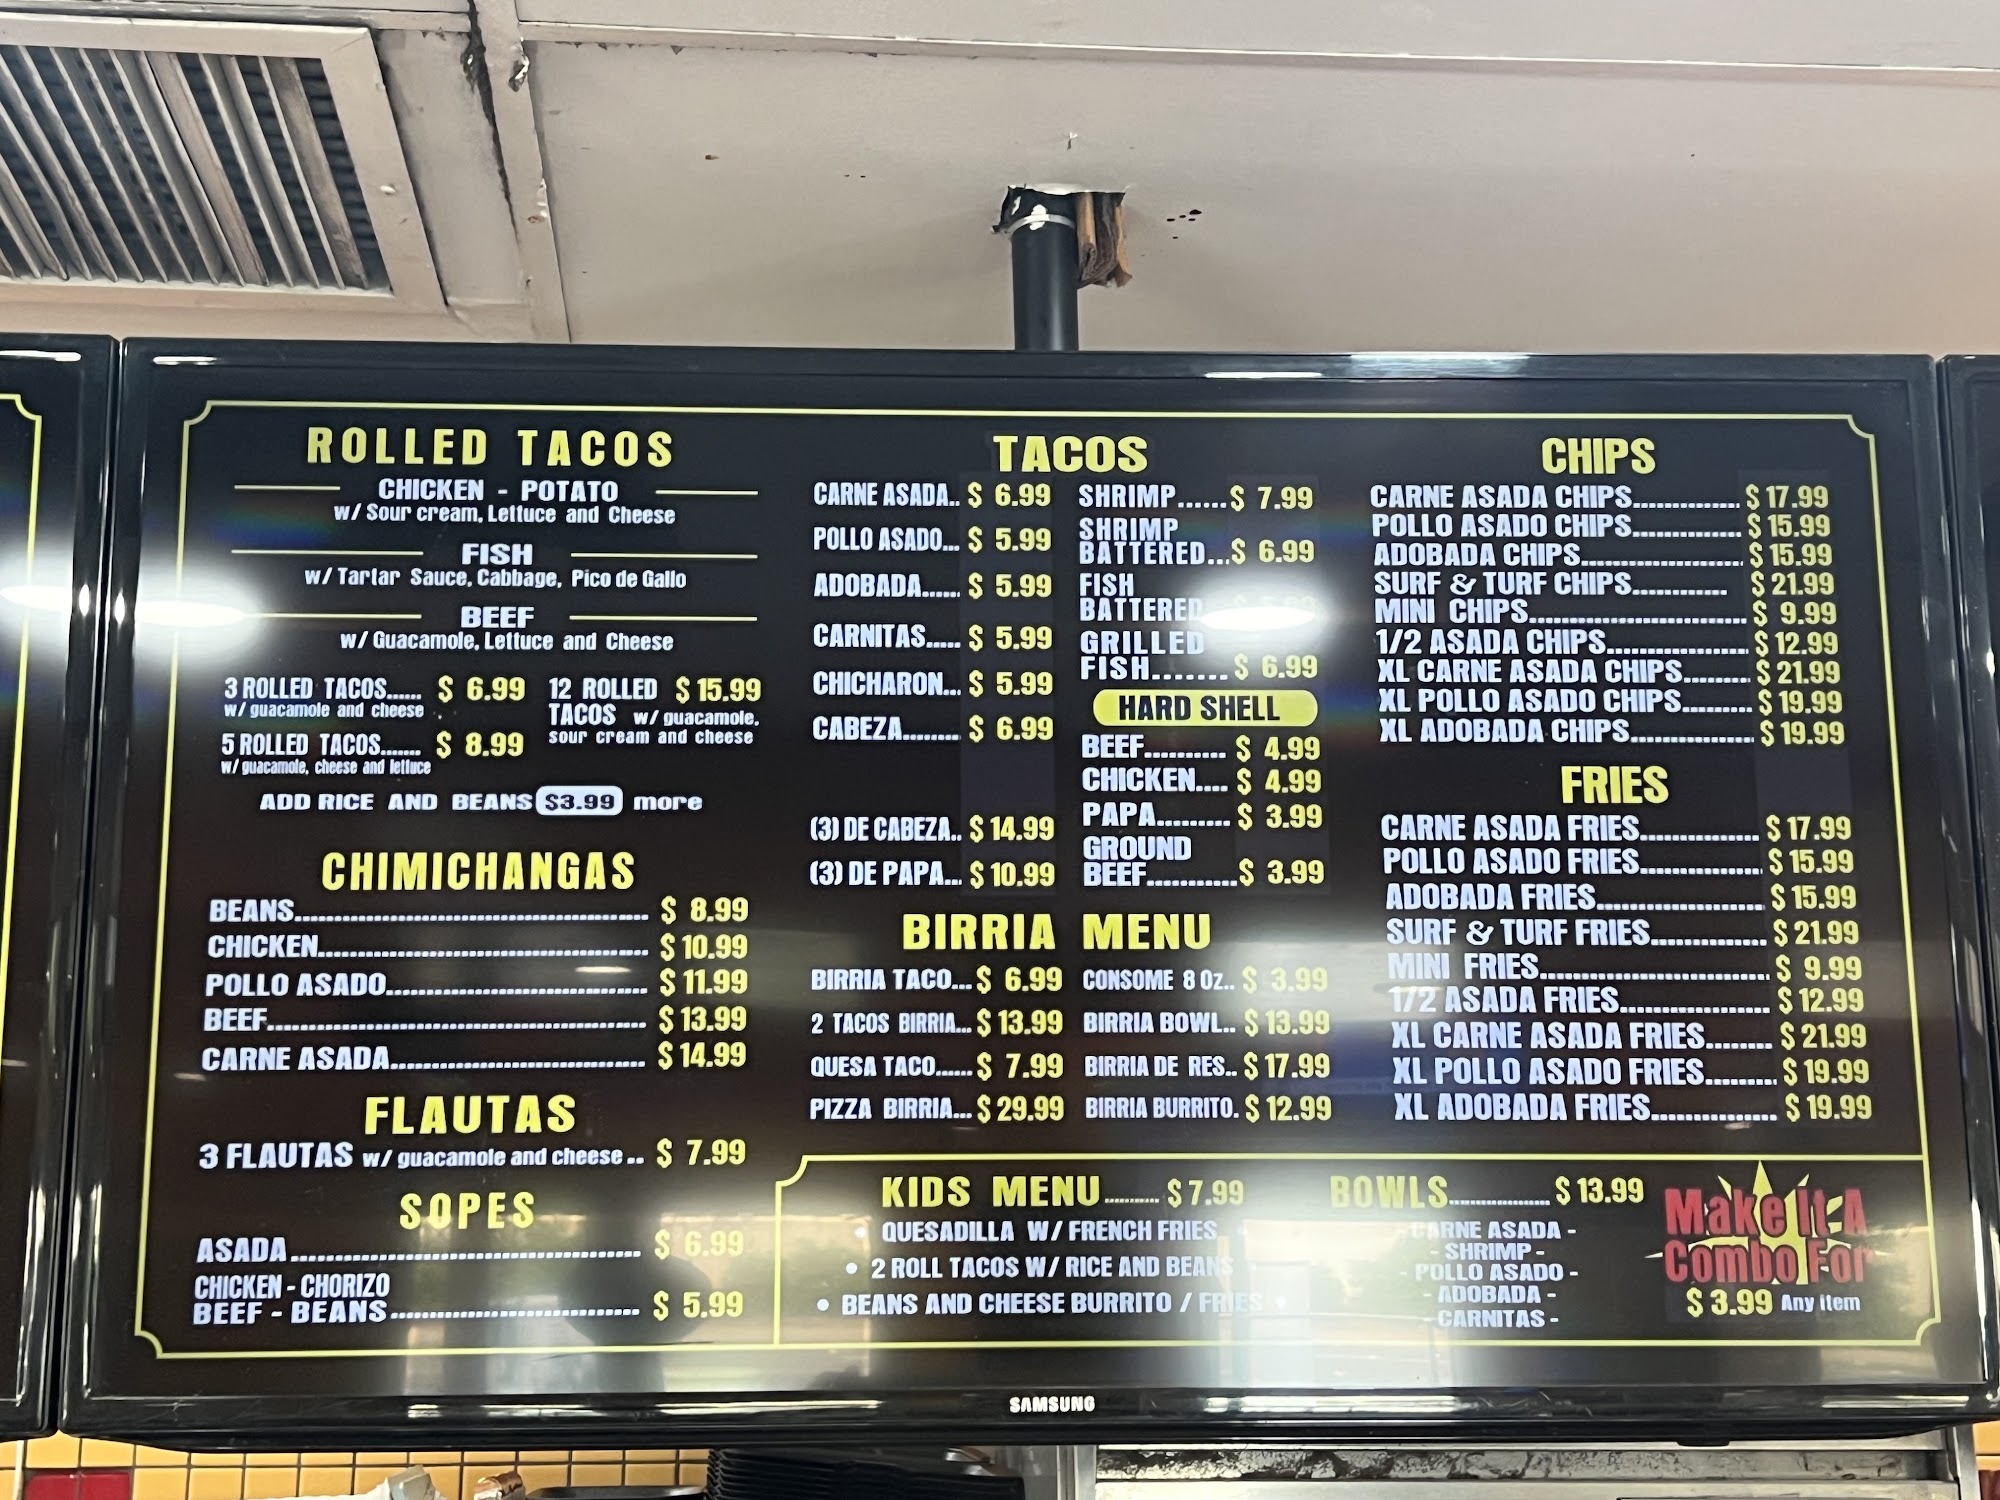 ROLLED TACOS
CHICKEN - POTATO
w/ Sour cream, Lettuce and Cheese
FISH
w/ Tartar Sauce, Cabbage, Pico de Gallo
BEEF
w/ Guacamole, Lettuce and Cheese
3 ROLLED TACOS...... $ 6.99
w/ guacamole and cheese
5 ROLLED TACOS....... $ 8.99
w/ guacamole, cheese and lettuce
12 ROLLED $ 15.99
TACOS w/ guacamole,
sour cream and cheese
ADD RICE AND BEANS $3.99 more
CHIMICHANGAS
BEANS.................... $ 8.99
CHICKEN.................... $ 10.99
POLLO ASADO.................... $ 11.99
BEEF.................... $ 13.99
CARNE ASADA.................... $ 14.99
FLAUTAS
3 FLAUTAS w/ guacamole and cheese.. $ 7.99
SOPES
ASADA.................... $ 6.99
CHICKEN - CHORIZO
BEEF - BEANS.................... $ 5.99
TACOS
CARNE ASADA.. $ 6.99
POLLO ASADO... $ 5.99
ADOBADA...... $ 5.99
CARNITAS..... $ 5.99
CHICHARON... $ 5.99
CABEZA......... $ 6.99
(3) DE CABEZA.. $ 14.99
(3) DE PAPA... $ 10.99
SHRIMP...... $ 7.99
SHRIMP
BATTERED... $ 6.99
FISH
BATTERED
GRILLED
FISH....... $ 6.99
HARD SHELL
BEEF.......... $ 4.99
CHICKEN.... $ 4.99
PAPA......... $ 3.99
GROUND
BEEF........... $ 3.99
BIRRIA MENU
BIRRIA TACO... $ 6.99
2 TACOS BIRRIA... $ 13.99
QUESA TACO...... $ 7.99
PIZZA BIRRIA... $ 29.99
CONSOME 8 OZ.. $ 3.99
BIRRIA BOWL.. $ 13.99
BIRRIA DE RES.. $ 17.99
BIRRIA BURRITO. $ 12.99
CHIPS
CARNE ASADA CHIPS................ $ 17.99
POLLO ASADO CHIPS................ $ 15.99
ADOBADA CHIPS........................ $ 15.99
SURF & TURF CHIPS.............. $ 21.99
MINI CHIPS................................ $ 9.99
1/2 ASADA CHIPS..................... $ 12.99
XL CARNE ASADA CHIPS.......... $ 21.99
XL POLLO ASADO CHIPS.......... $ 19.99
XL ADOBADA CHIPS.................. $ 19.99
FRIES
CARNE ASADA FRIES................. $ 17.99
POLLO ASADO FRIES................. $ 15.99
ADOBADA FRIES........................ $ 15.99
SURF & TURF FRIES................. $ 21.99
MINI FRIES................................. $ 9.99
1/2 ASADA FRIES...................... $ 12.99
XL CARNE ASADA FRIES.......... $ 21.99
XL POLLO ASADO FRIES.......... $ 19.99
XL ADOBADA FRIES.................. $ 19.99
KIDS MENU........... $ 7.99
• QUESADILLA W/ FRENCH FRIES •
• 2 ROLL TACOS W/ RICE AND BEANS •
• BEANS AND CHEESE BURRITO / FRIES •
BOWLS................. $ 13.99
- CARNE ASADA -
- SHRIMP -
- POLLO ASADO -
- ADOBADA -
- CARNITAS -
Make It A
Combo For
$ 3.99 Any item
SAMSUNG